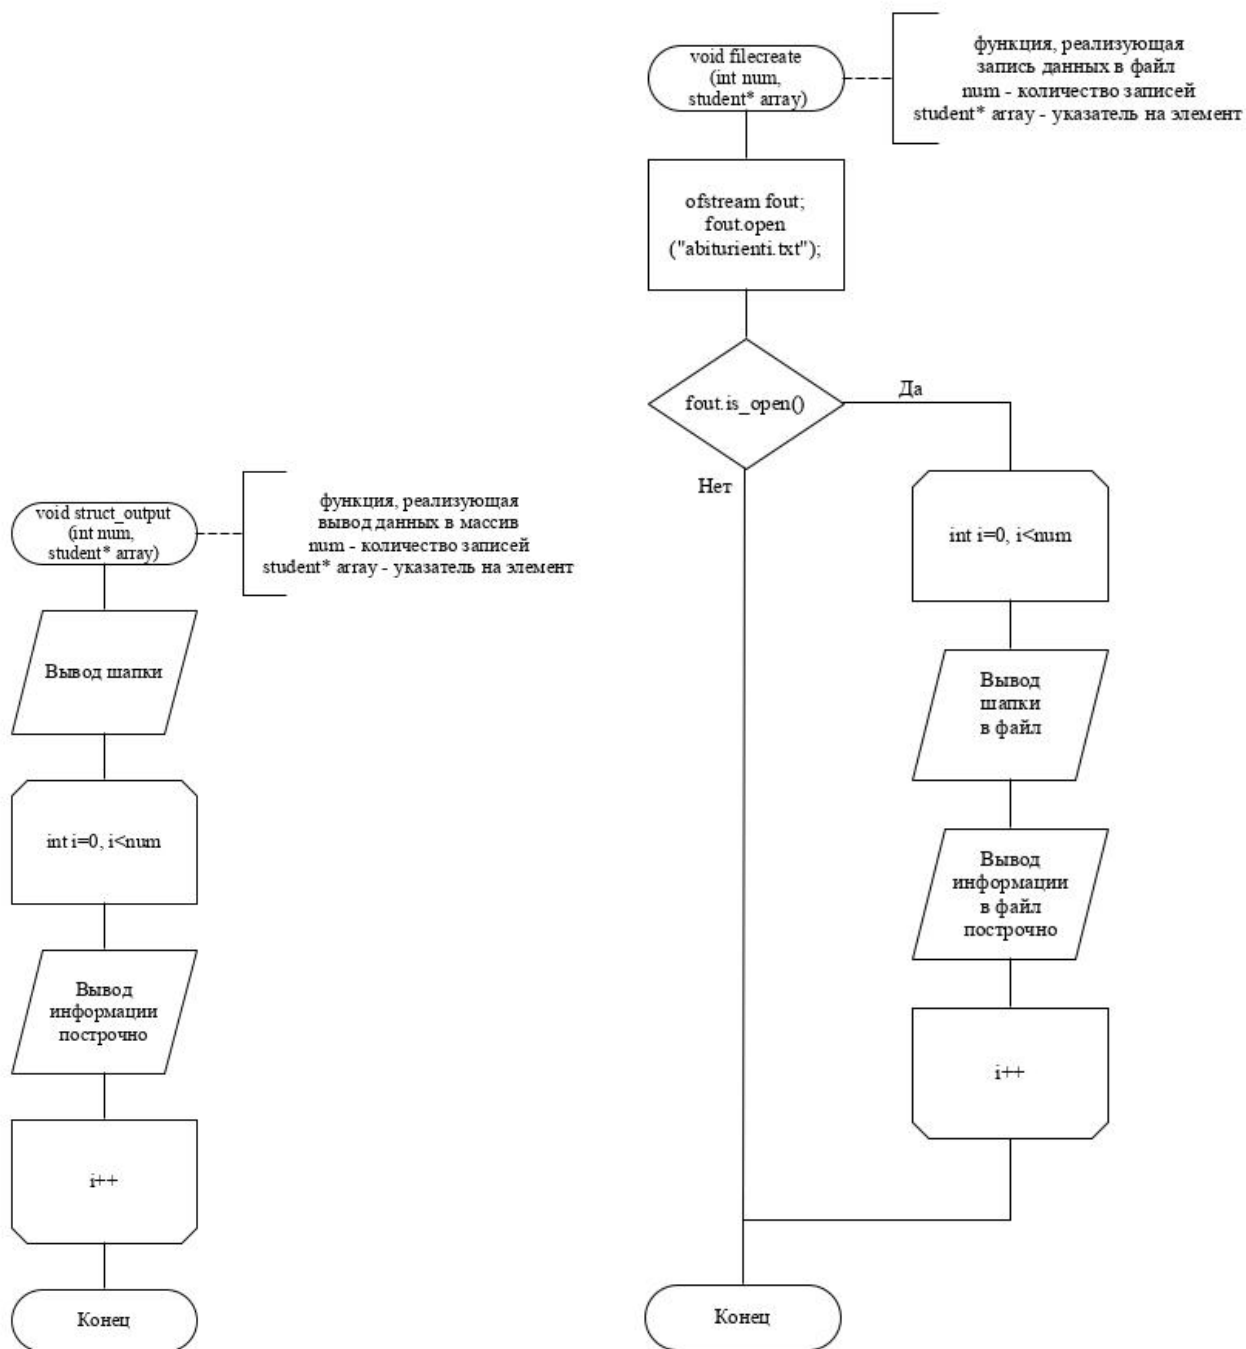 void struct_output
(int num,
student* array)
функция, реализующая
вывод данных в массив
num - количество записей
student* array - указатель на элемент
Вывод шапки
int i=0, i<num
Вывод
информации
построчно
i++
Конец
void filecreate
(int num,
student* array)
функция, реализующая
запись данных в файл
num - количество записей
student* array - указатель на элемент
ofstream fout;
fout.open
("abiturienti.txt");
fout.is_open()
Да
Нет
int i=0, i<num
Вывод
шапки
в файл
Вывод
информации
в файл
построчно
i++
Конец